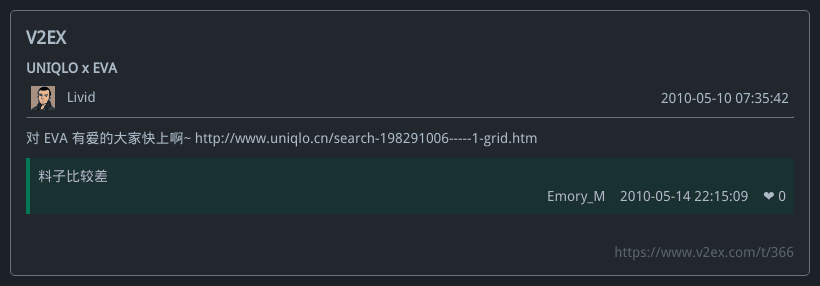 V2EX
UNIQLO x EVA
Livid 2010-05-10 07:35:42
对 EVA 有爱的大家快上啊~ http://www.uniqlo.cn/search-198291006-----1-grid.htm
料子比较差
Emory_M 2010-05-14 22:15:09 ❤ 0
https://www.v2ex.com/t/366